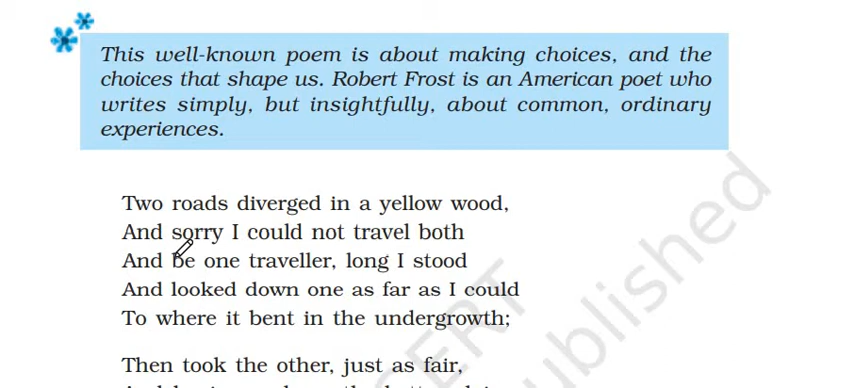 This well-known poem is about making choices, and the
choices that shape us. Robert Frost is an American poet who
writes simply, but insightfully, about common, ordinary
experiences.
Two roads diverged in a yellow wood,
And sorry I could not travel both
And be one traveller, long I stood
And looked down one as far as I could
To where it bent in the undergrowth;
Then took the other, just as fair,